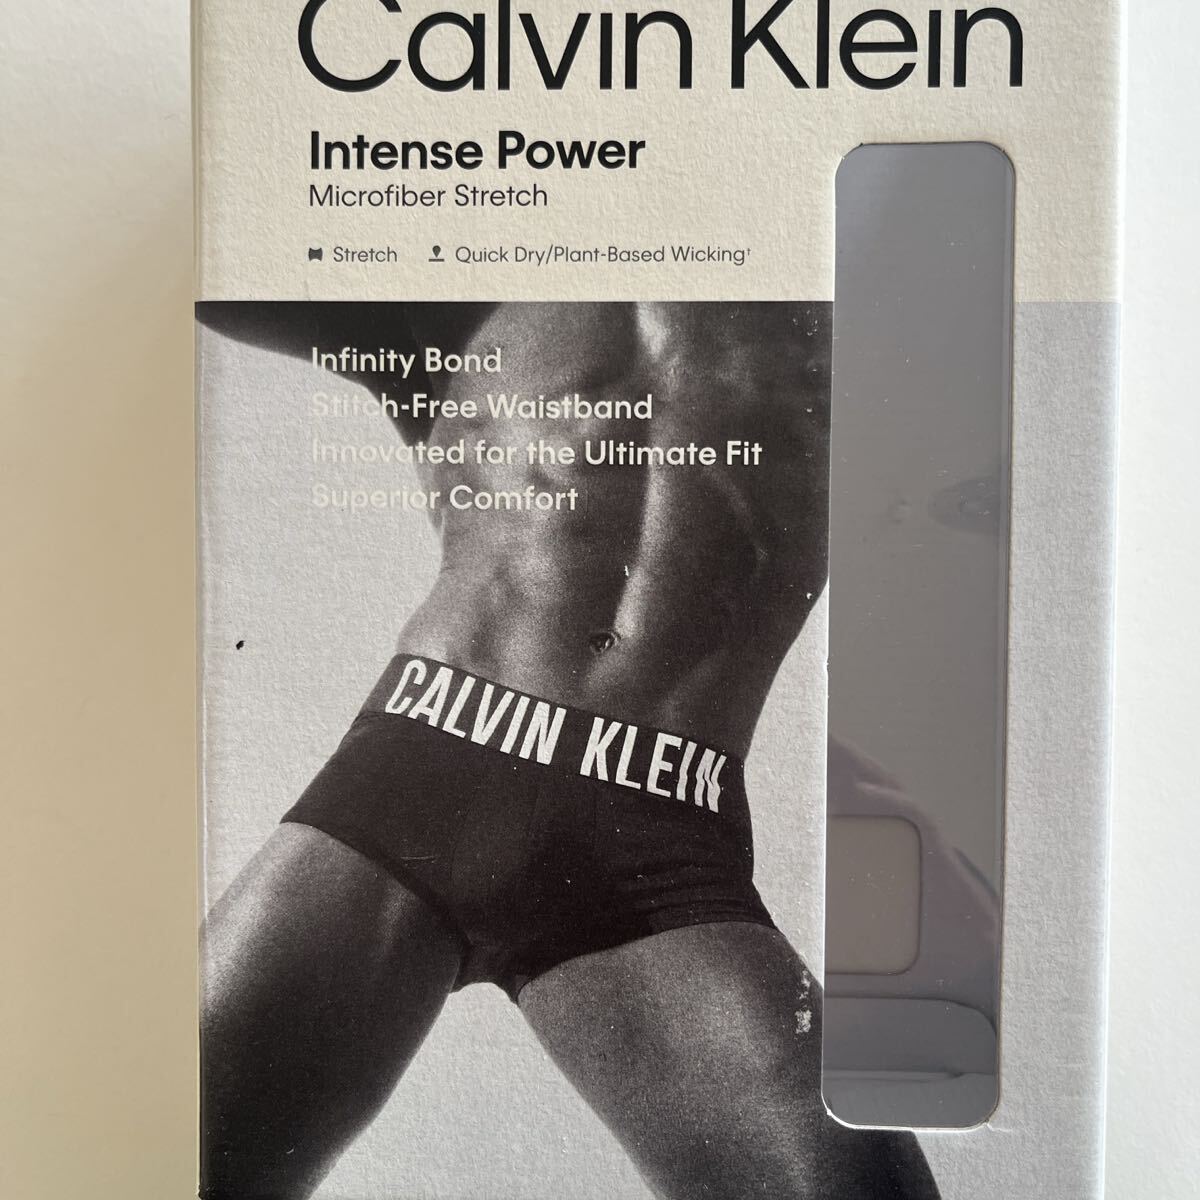 Calvin Klein
Intense Power
Microfiber Stretch
Stretch Quick Dry/Plant-Based Wicking†
Infinity Bond
Stitch-Free Waistband
Innovated for the Ultimate Fit
Superior Comfort
CALVIN KLEIN